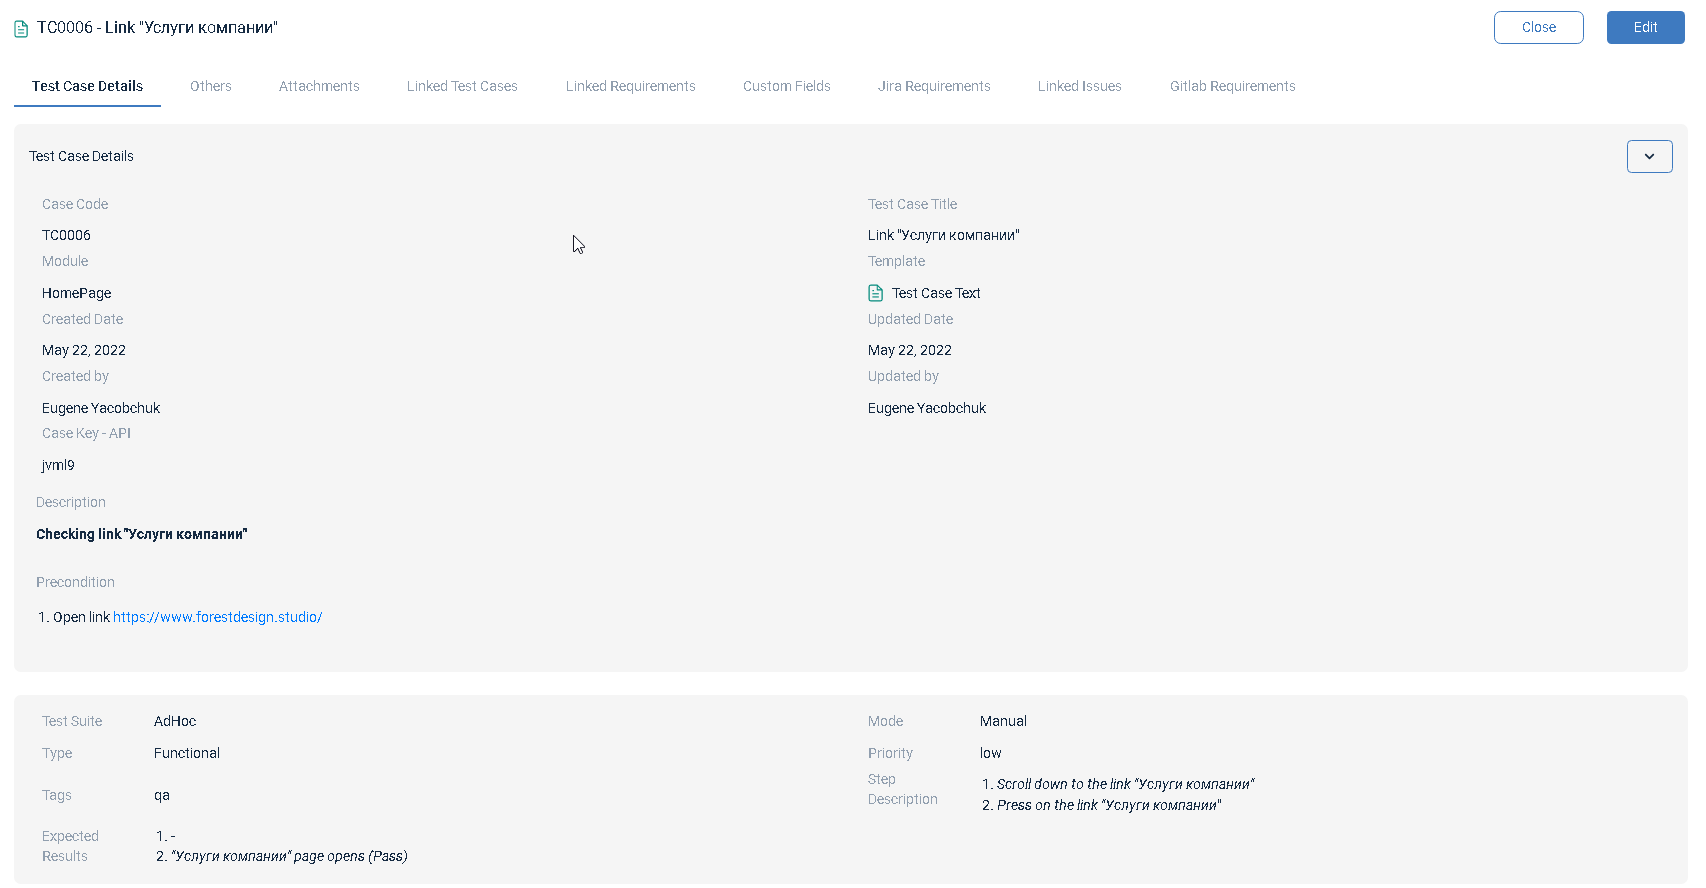 TC0006 - Link "Услуги компании"
Close
Edit
Test Case Details
Others
Attachments
Linked Test Cases
Linked Requirements
Custom Fields
Jira Requirements
Linked Issues
Gitlab Requirements
Test Case Details
Case Code
Test Case Title
TC0006
Link "Услуги компании"
Module
Template
HomePage
Test Case Text
Created Date
Updated Date
May 22, 2022
May 22, 2022
Created by
Updated by
Eugene Yacobchuk
Eugene Yacobchuk
Case Key - API
jvml9
Description
Checking link "Услуги компании"
Precondition
1. Open link https://www.forestdesign.studio/
Test Suite
AdHoc
Mode
Manual
Type
Functional
Priority
low
Tags
qa
Step
Description
1. Scroll down to the link "Услуги компании"
2. Press on the link "Услуги компании"
Expected
Results
1. -
2. "Услуги компании" page opens (Pass)